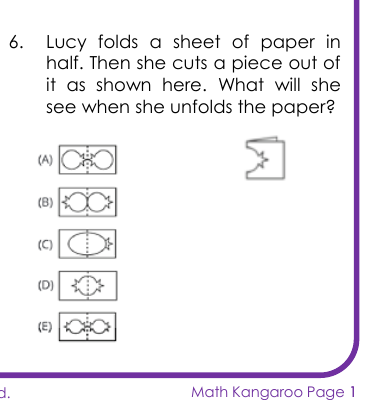 6. Lucy folds a sheet of paper in
half. Then she cuts a piece out of
it as shown here. What will she
see when she unfolds the paper?
(A)
(B)
(C)
(D)
(E)
d.
Math Kangaroo Page 1